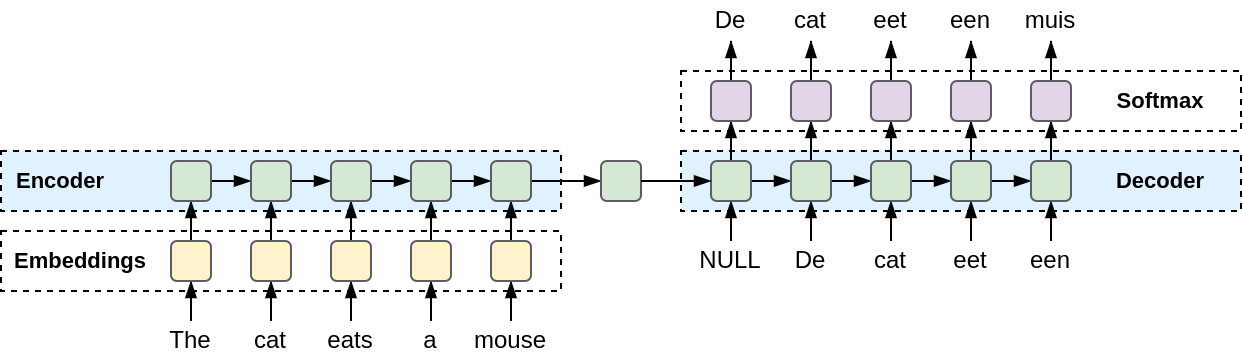 De cat eet een muis
Softmax
Encoder
Decoder
Embeddings
NULL De cat eet een
The cat eats a mouse